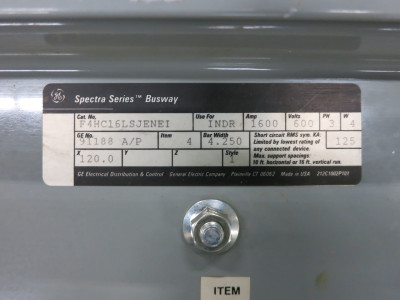 GE Spectra Series™ Busway
Cat. No. Use For Amp Volts P W
F4HC16LSJENEI INDR 1600 600 3 4
GE No. Item Bar Width Short circuit RMS sym. KA
91188 A/P 4 4.250 Limited by lowest rating of 125
any connected device.
X Y Z Style Max. support spacings:
120.0 1 10 ft. horizontal or 16 ft. vertical run.
GE Electrical Distribution & Control General Electric Company Plainville CT 06062 Made in USA 212C1002P101
ITEM